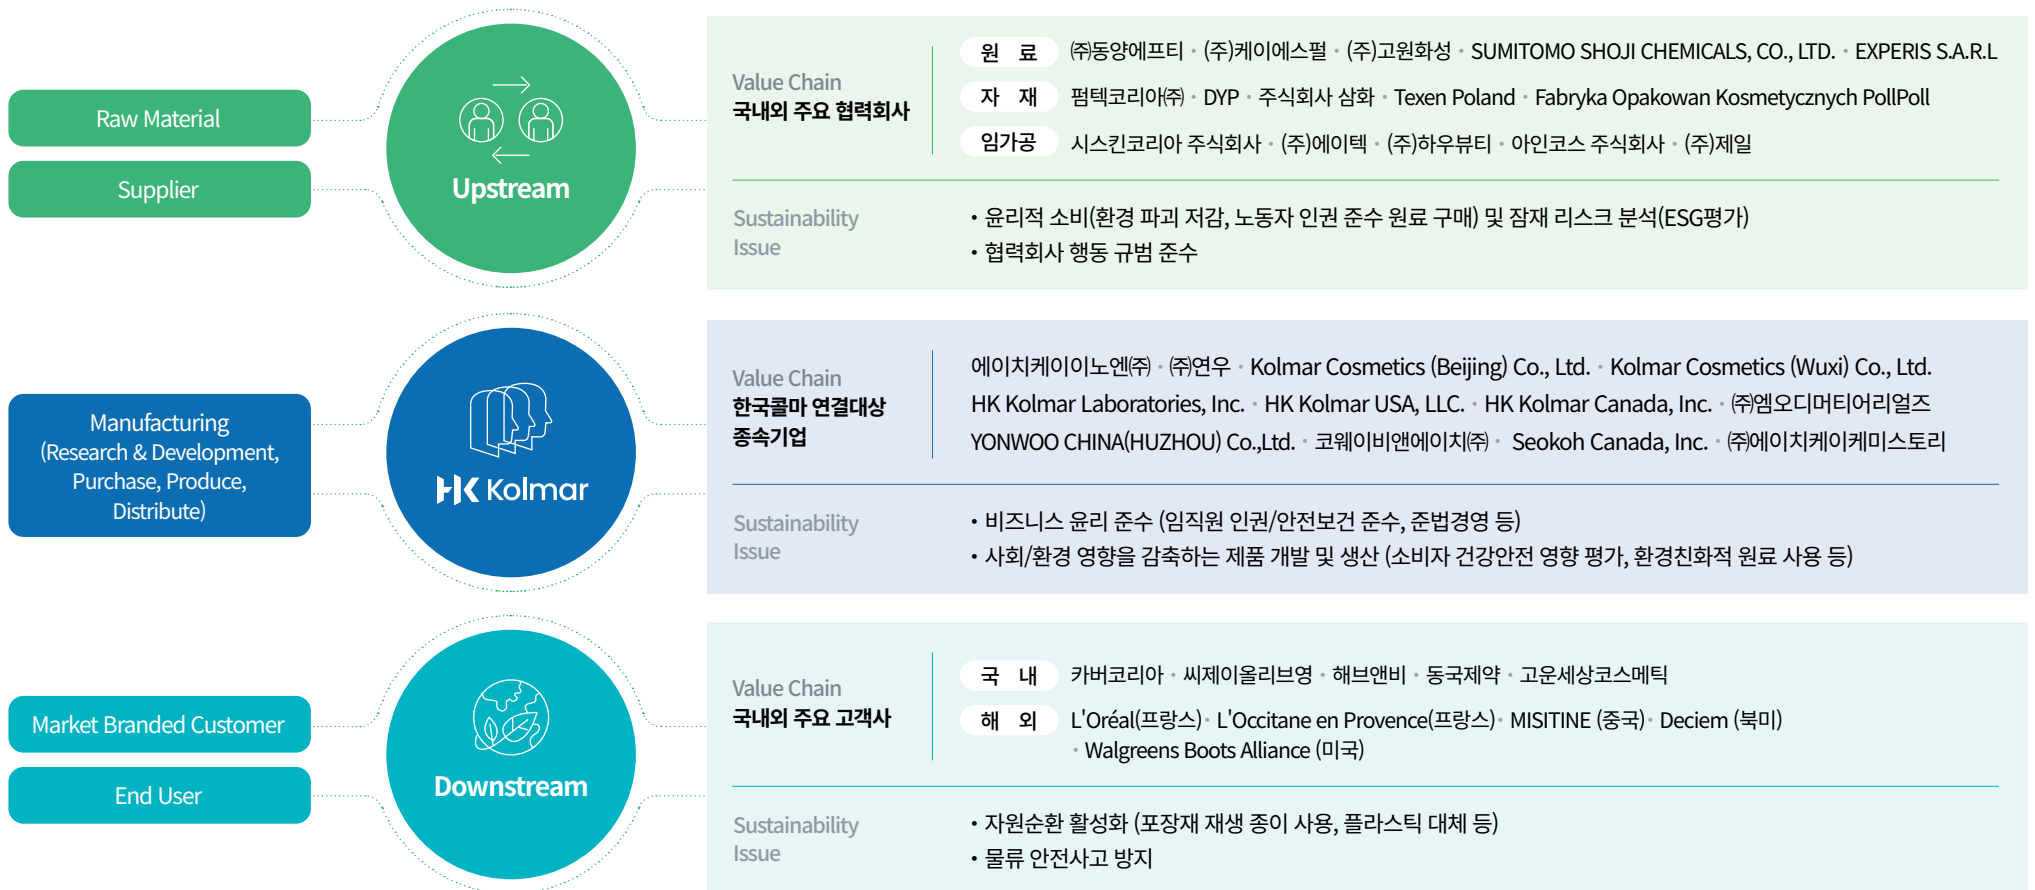 Raw Material
Supplier
Upstream
Value Chain
국내외 주요 협력회사
원 료 ㈜동양에프티 · (주)케이에스펄 · (주)고원화성 · SUMITOMO SHOJI CHEMICALS, CO., LTD. · EXPERIS S.A.R.L
자 재 펌텍코리아㈜ · DYP · 주식회사 삼화 · Texen Poland · Fabryka Opakowan Kosmetycznych PollPoll
임가공 시스킨코리아 주식회사 · (주)에이텍 · (주)하우뷰티 · 아인코스 주식회사 · (주)제일
Sustainability
Issue
• 윤리적 소비(환경 파괴 저감, 노동자 인권 준수 원료 구매) 및 잠재 리스크 분석(ESG평가)
• 협력회사 행동 규범 준수
Manufacturing
(Research & Development,
Purchase, Produce,
Distribute)
HK Kolmar
Value Chain
한국콜마 연결대상
종속기업
에이치케이이노엔㈜ · ㈜연우 · Kolmar Cosmetics (Beijing) Co., Ltd. · Kolmar Cosmetics (Wuxi) Co., Ltd.
HK Kolmar Laboratories, Inc. · HK Kolmar USA, LLC. · HK Kolmar Canada, Inc. · ㈜엠오디머티어리얼즈
YONWOO CHINA(HUZHOU) Co.,Ltd. · 코웨이비앤에이치㈜ · Seokoh Canada, Inc. · ㈜에이치케이케미스토리
Sustainability
Issue
• 비즈니스 윤리 준수 (임직원 인권/안전보건 준수, 준법경영 등)
• 사회/환경 영향을 감축하는 제품 개발 및 생산 (소비자 건강안전 영향 평가, 환경친화적 원료 사용 등)
Market Branded Customer
End User
Downstream
Value Chain
국내외 주요 고객사
국 내 카버코리아 · 씨제이올리브영 · 해브앤비 · 동국제약 · 고운세상코스메틱
해 외 L'Oréal(프랑스) · L'Occitane en Provence(프랑스) · MISITINE (중국) · Deciem (북미)
· Walgreens Boots Alliance (미국)
Sustainability
Issue
• 자원순환 활성화 (포장재 재생 종이 사용, 플라스틱 대체 등)
• 물류 안전사고 방지